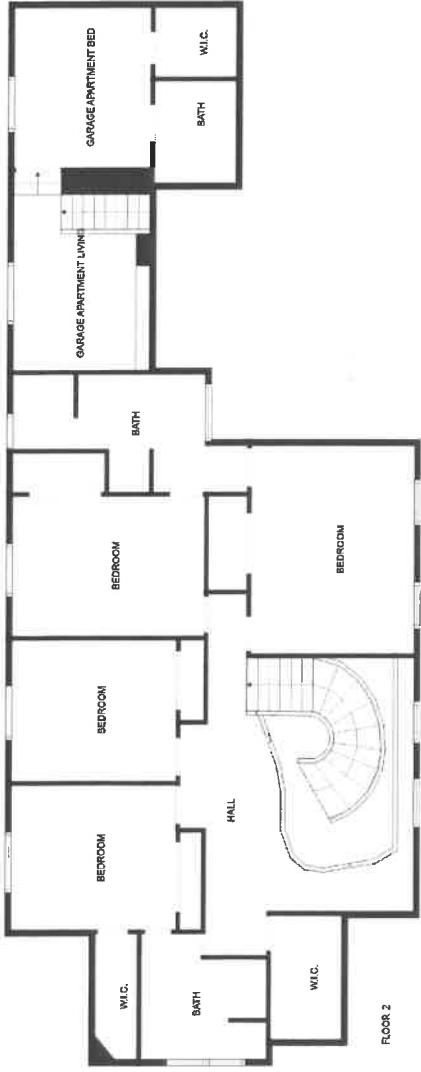 GARAGE APARTMENT BED
W.I.C.
BATH
GARAGE APARTMENT LIVING
BATH
BEDROOM
BEDROOM
BEDROOM
HALL
BEDROOM
W.I.C.
BATH
W.I.C.
FLOOR 2